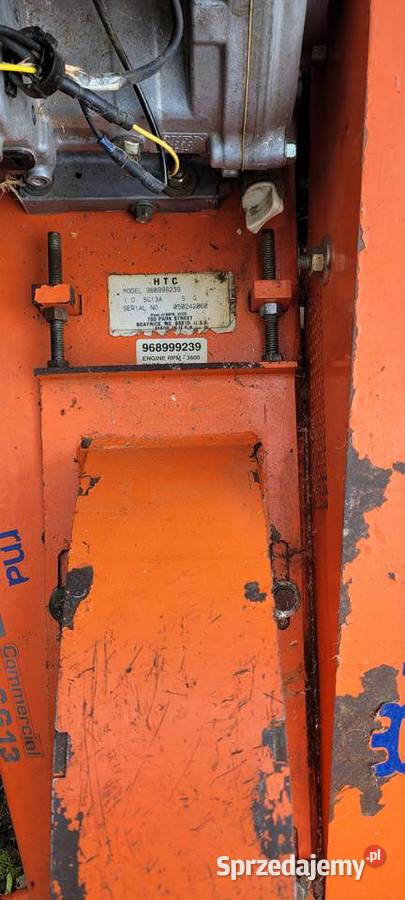 HTC
MODEL 968999239
I.D. SG13A S G
SERIAL NO 050242060
700 PARK STREET
BEATRICE, NE 68310 U.S.A.
968999239
ENGINE RPM - 3600
Commercial
SG13
Sprzedajemy.pl